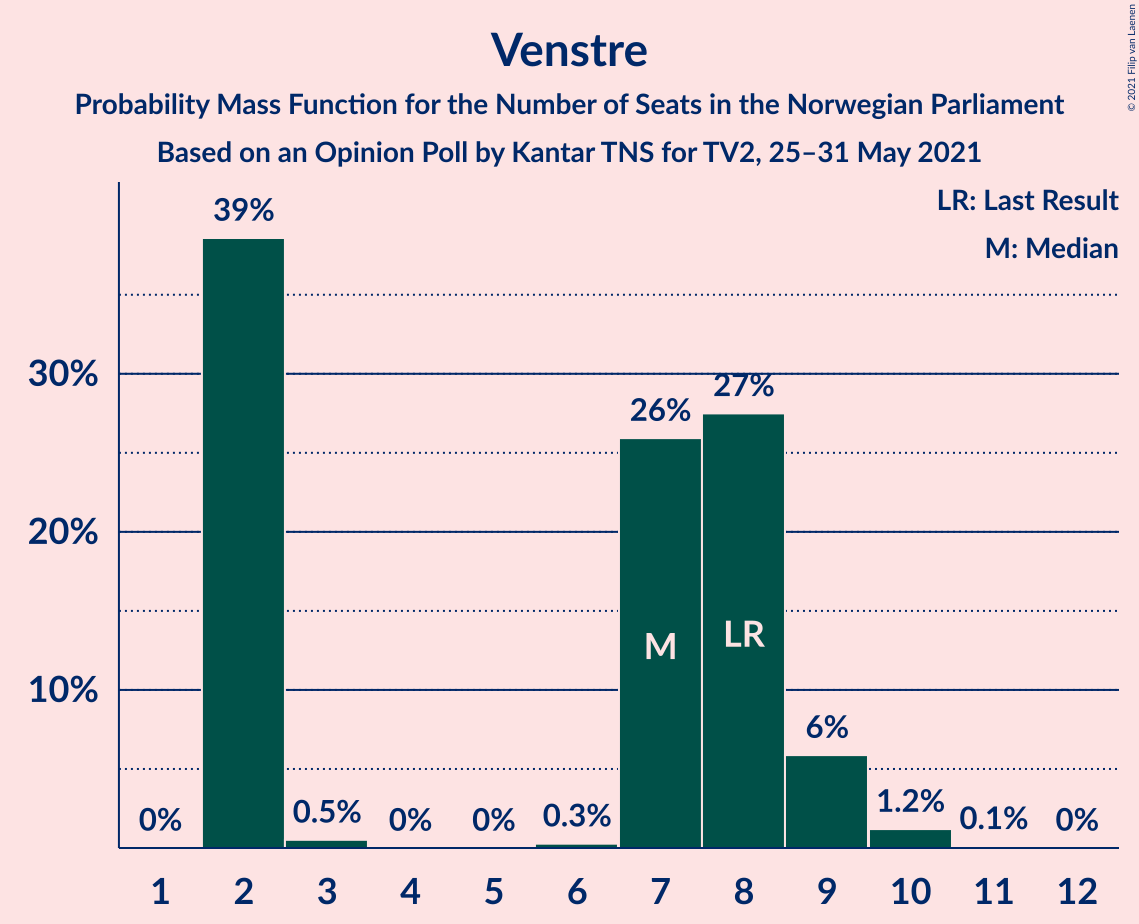 © 2021 Filip van Laenen
Venstre
Probability Mass Function for the Number of Seats in the Norwegian Parliament
Based on an Opinion Poll by Kantar TNS for TV2, 25–31 May 2021
LR: Last Result
M: Median
30%
20%
10%
0%
39%
0.5%
0%
0%
0.3%
26%
27%
6%
1.2%
0.1%
0%
M
LR
1 2 3 4 5 6 7 8 9 10 11 12